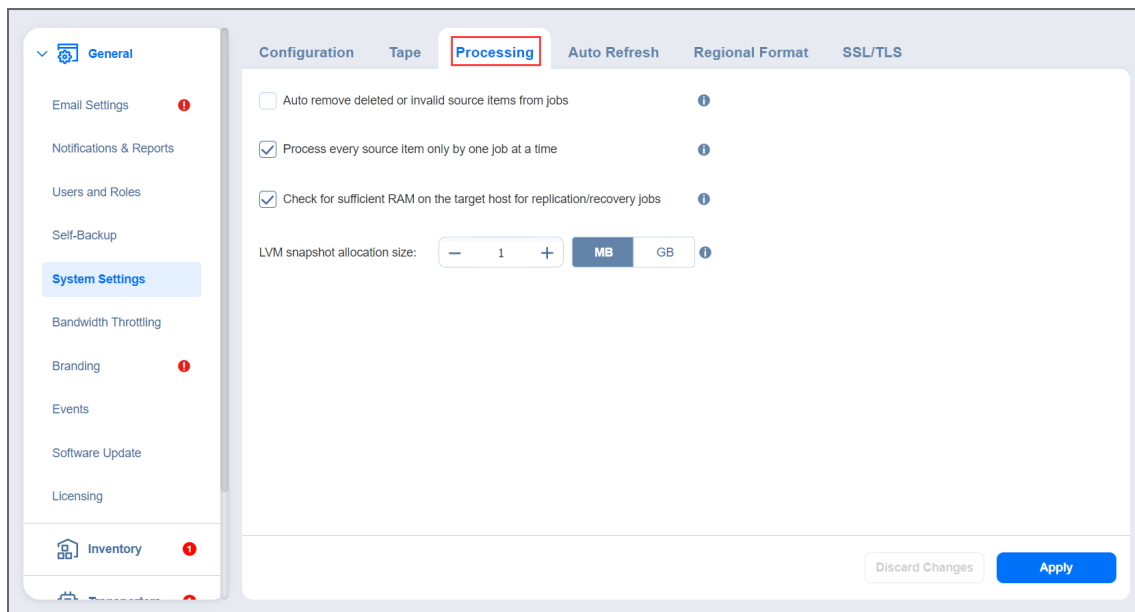 General
Email Settings
Notifications & Reports
Users and Roles
Self-Backup
System Settings
Bandwidth Throttling
Branding
Events
Software Update
Licensing
Inventory
1
Configuration Tape Processing Auto Refresh Regional Format SSL/TLS
Auto remove deleted or invalid source items from jobs
Process every source item only by one job at a time
Check for sufficient RAM on the target host for replication/recovery jobs
LVM snapshot allocation size: 1 MB GB
Discard Changes Apply